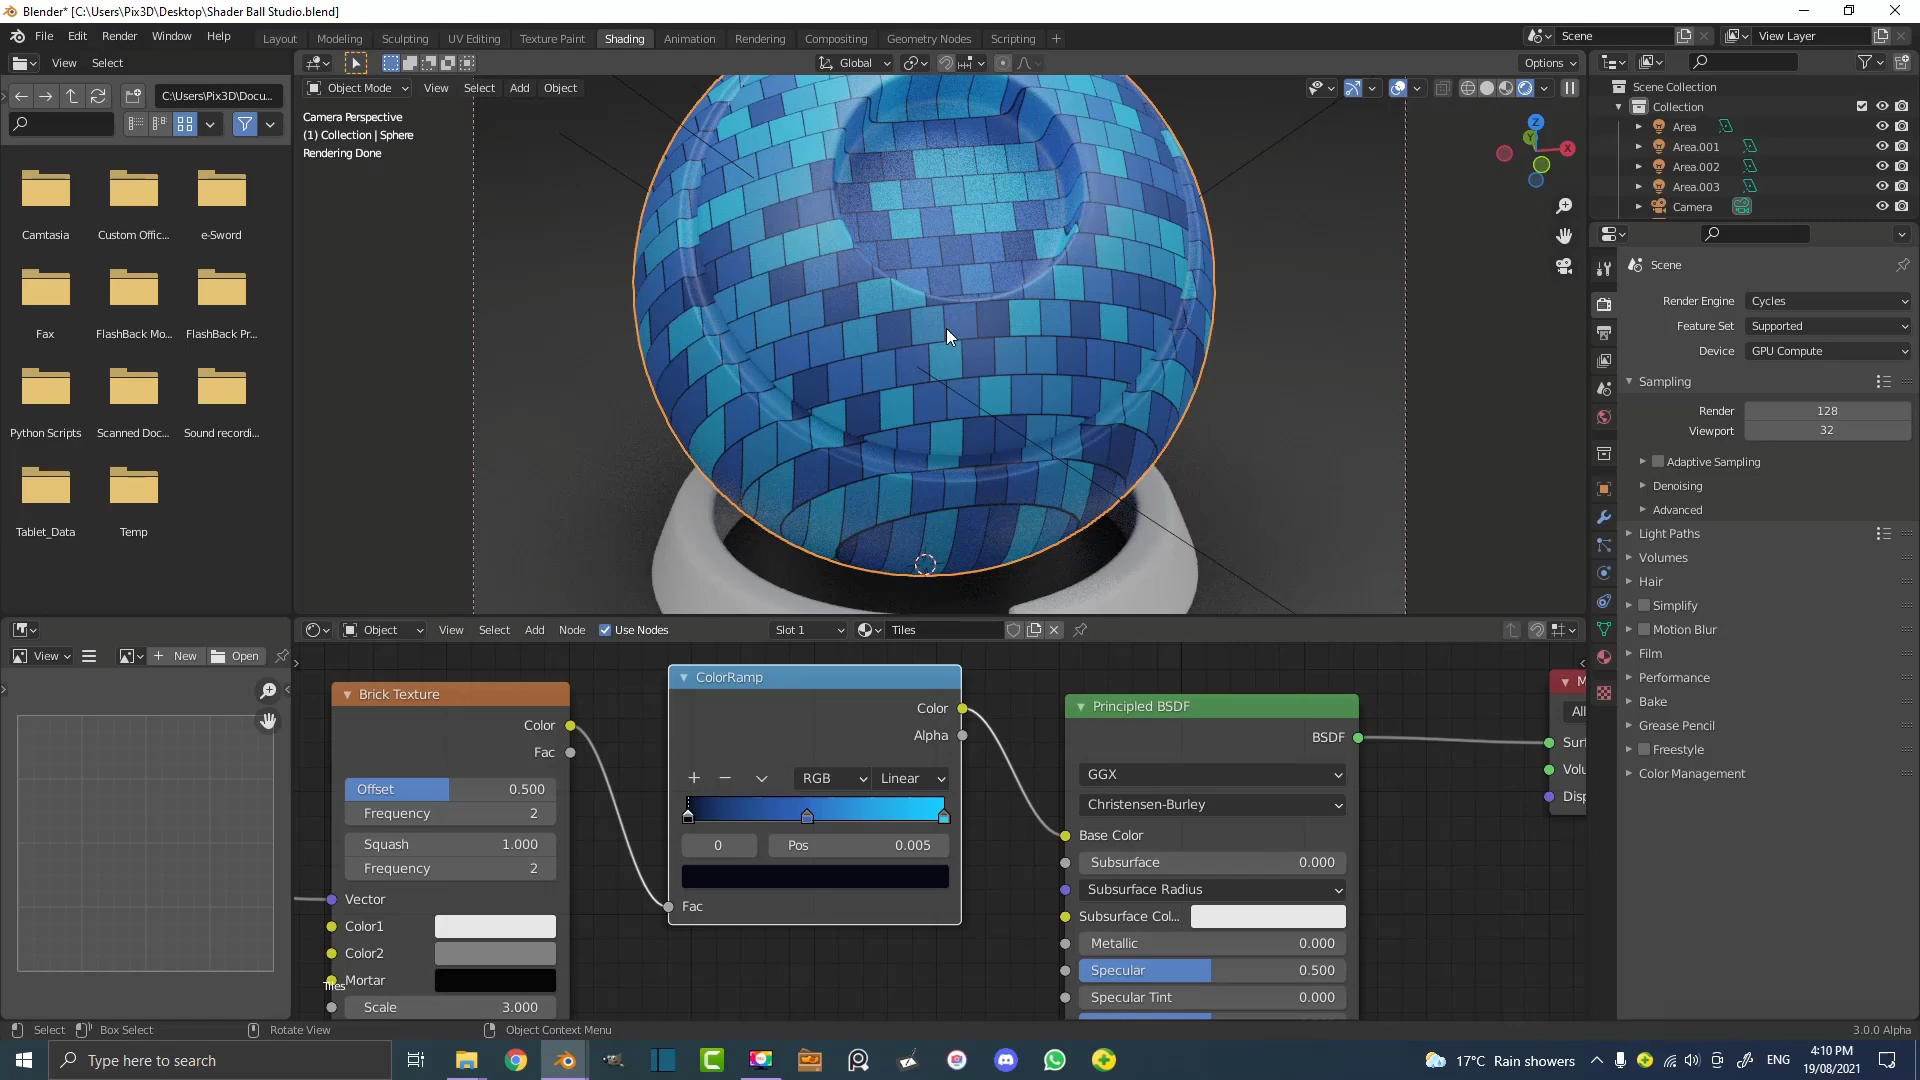 Blender* [C:\Users\Pix3D\Desktop\Shader Ball Studio.blend]
File Edit Render Window Help
Layout Modeling Sculpting UV Editing Texture Paint Shading Animation Rendering Compositing Geometry Nodes Scripting +
Scene
View Layer
View Select
Global
Options
C:\Users\Pix3D\Docu...
Object Mode View Select Add Object
Camera Perspective
(1) Collection | Sphere
Rendering Done
Z
Y
X
Camtasia Custom Offic... e-Sword
Fax FlashBack Mo... FlashBack Pr...
Python Scripts Scanned Doc... Sound recordi...
Tablet_Data Temp
Scene Collection
Collection
Area
Area.001
Area.002
Area.003
Camera
Scene
Render Engine Cycles
Feature Set Supported
Device GPU Compute
Sampling
Render 128
Viewport 32
Adaptive Sampling
Denoising
Advanced
Light Paths
Volumes
Hair
Simplify
Motion Blur
Film
Performance
Bake
Grease Pencil
Freestyle
Color Management
View + New Open
Object View Select Add Node Use Nodes Slot 1 Tiles
Brick Texture
Color
Fac
Offset 0.500
Frequency 2
Squash 1.000
Frequency 2
Vector
Color1
Color2
Mortar
Tiles
Scale 3.000
ColorRamp
Color
Alpha
+ − RGB Linear
0 Pos 0.005
Fac
Principled BSDF
BSDF
GGX
Christensen-Burley
Base Color
Subsurface 0.000
Subsurface Radius
Subsurface Col...
Metallic 0.000
Specular 0.500
Specular Tint 0.000
M
All
Surf
Volu
Disp
Select Box Select Rotate View Object Context Menu
3.0.0 Alpha
Type here to search
17°C Rain showers
ENG
4:10 PM
19/08/2021